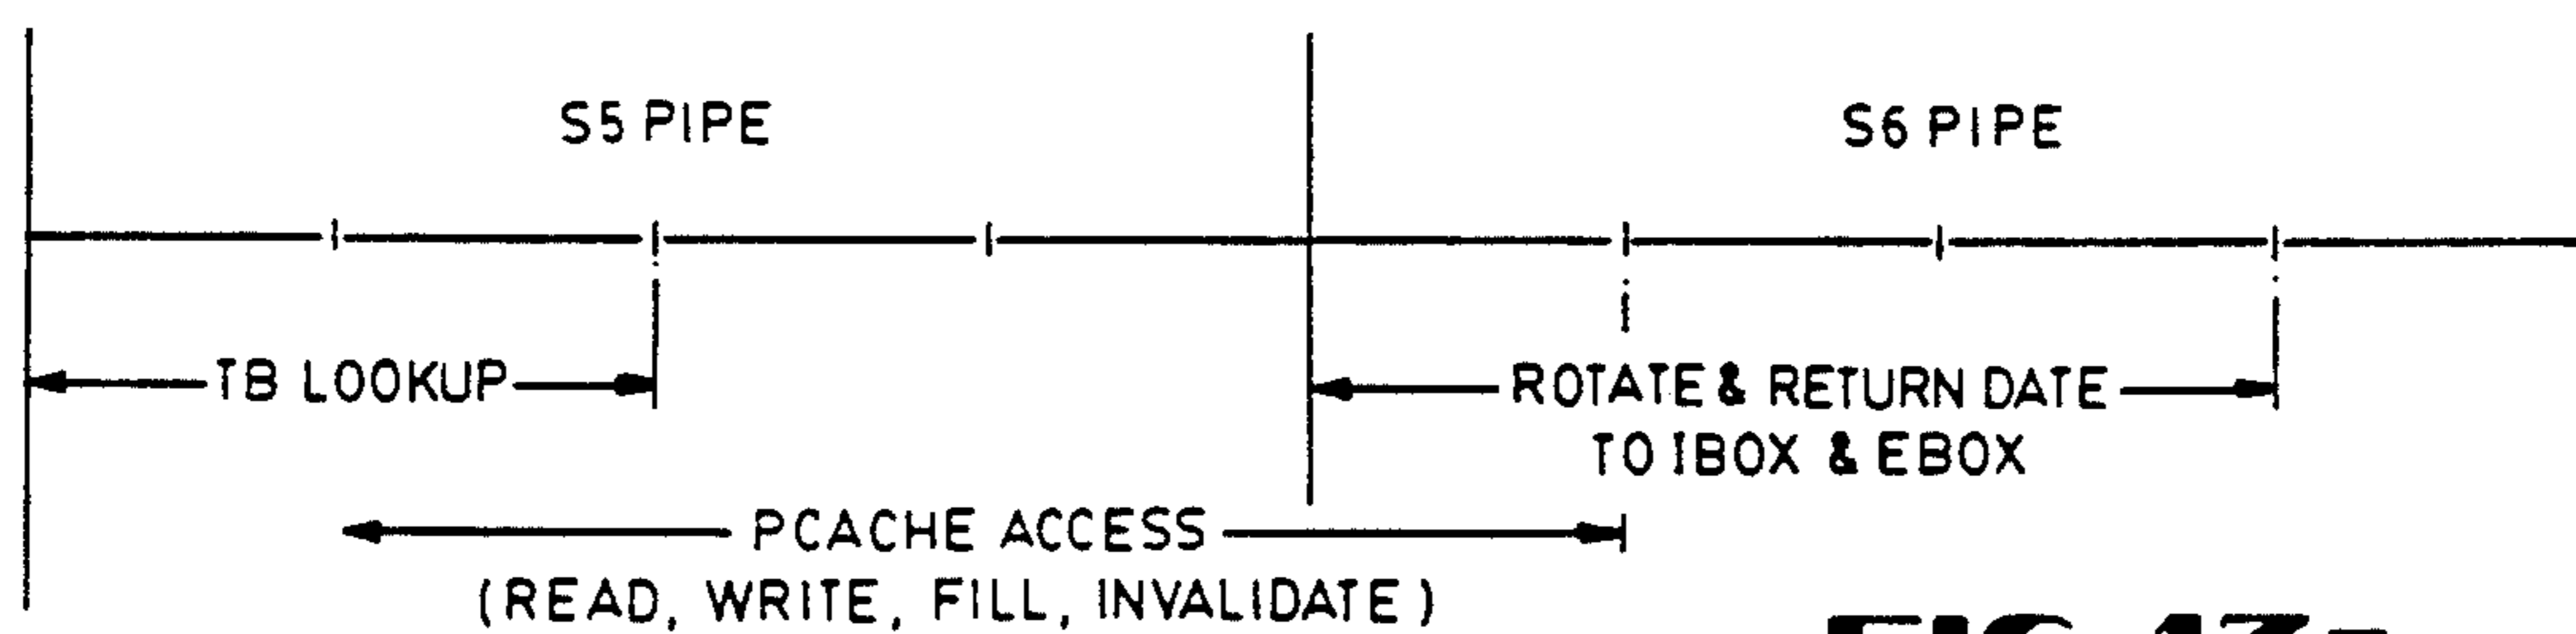 S5 PIPE
S6 PIPE
TB LOOKUP
ROTATE & RETURN DATE
TO IBOX & EBOX
PCACHE ACCESS
(READ, WRITE, FILL, INVALIDATE)